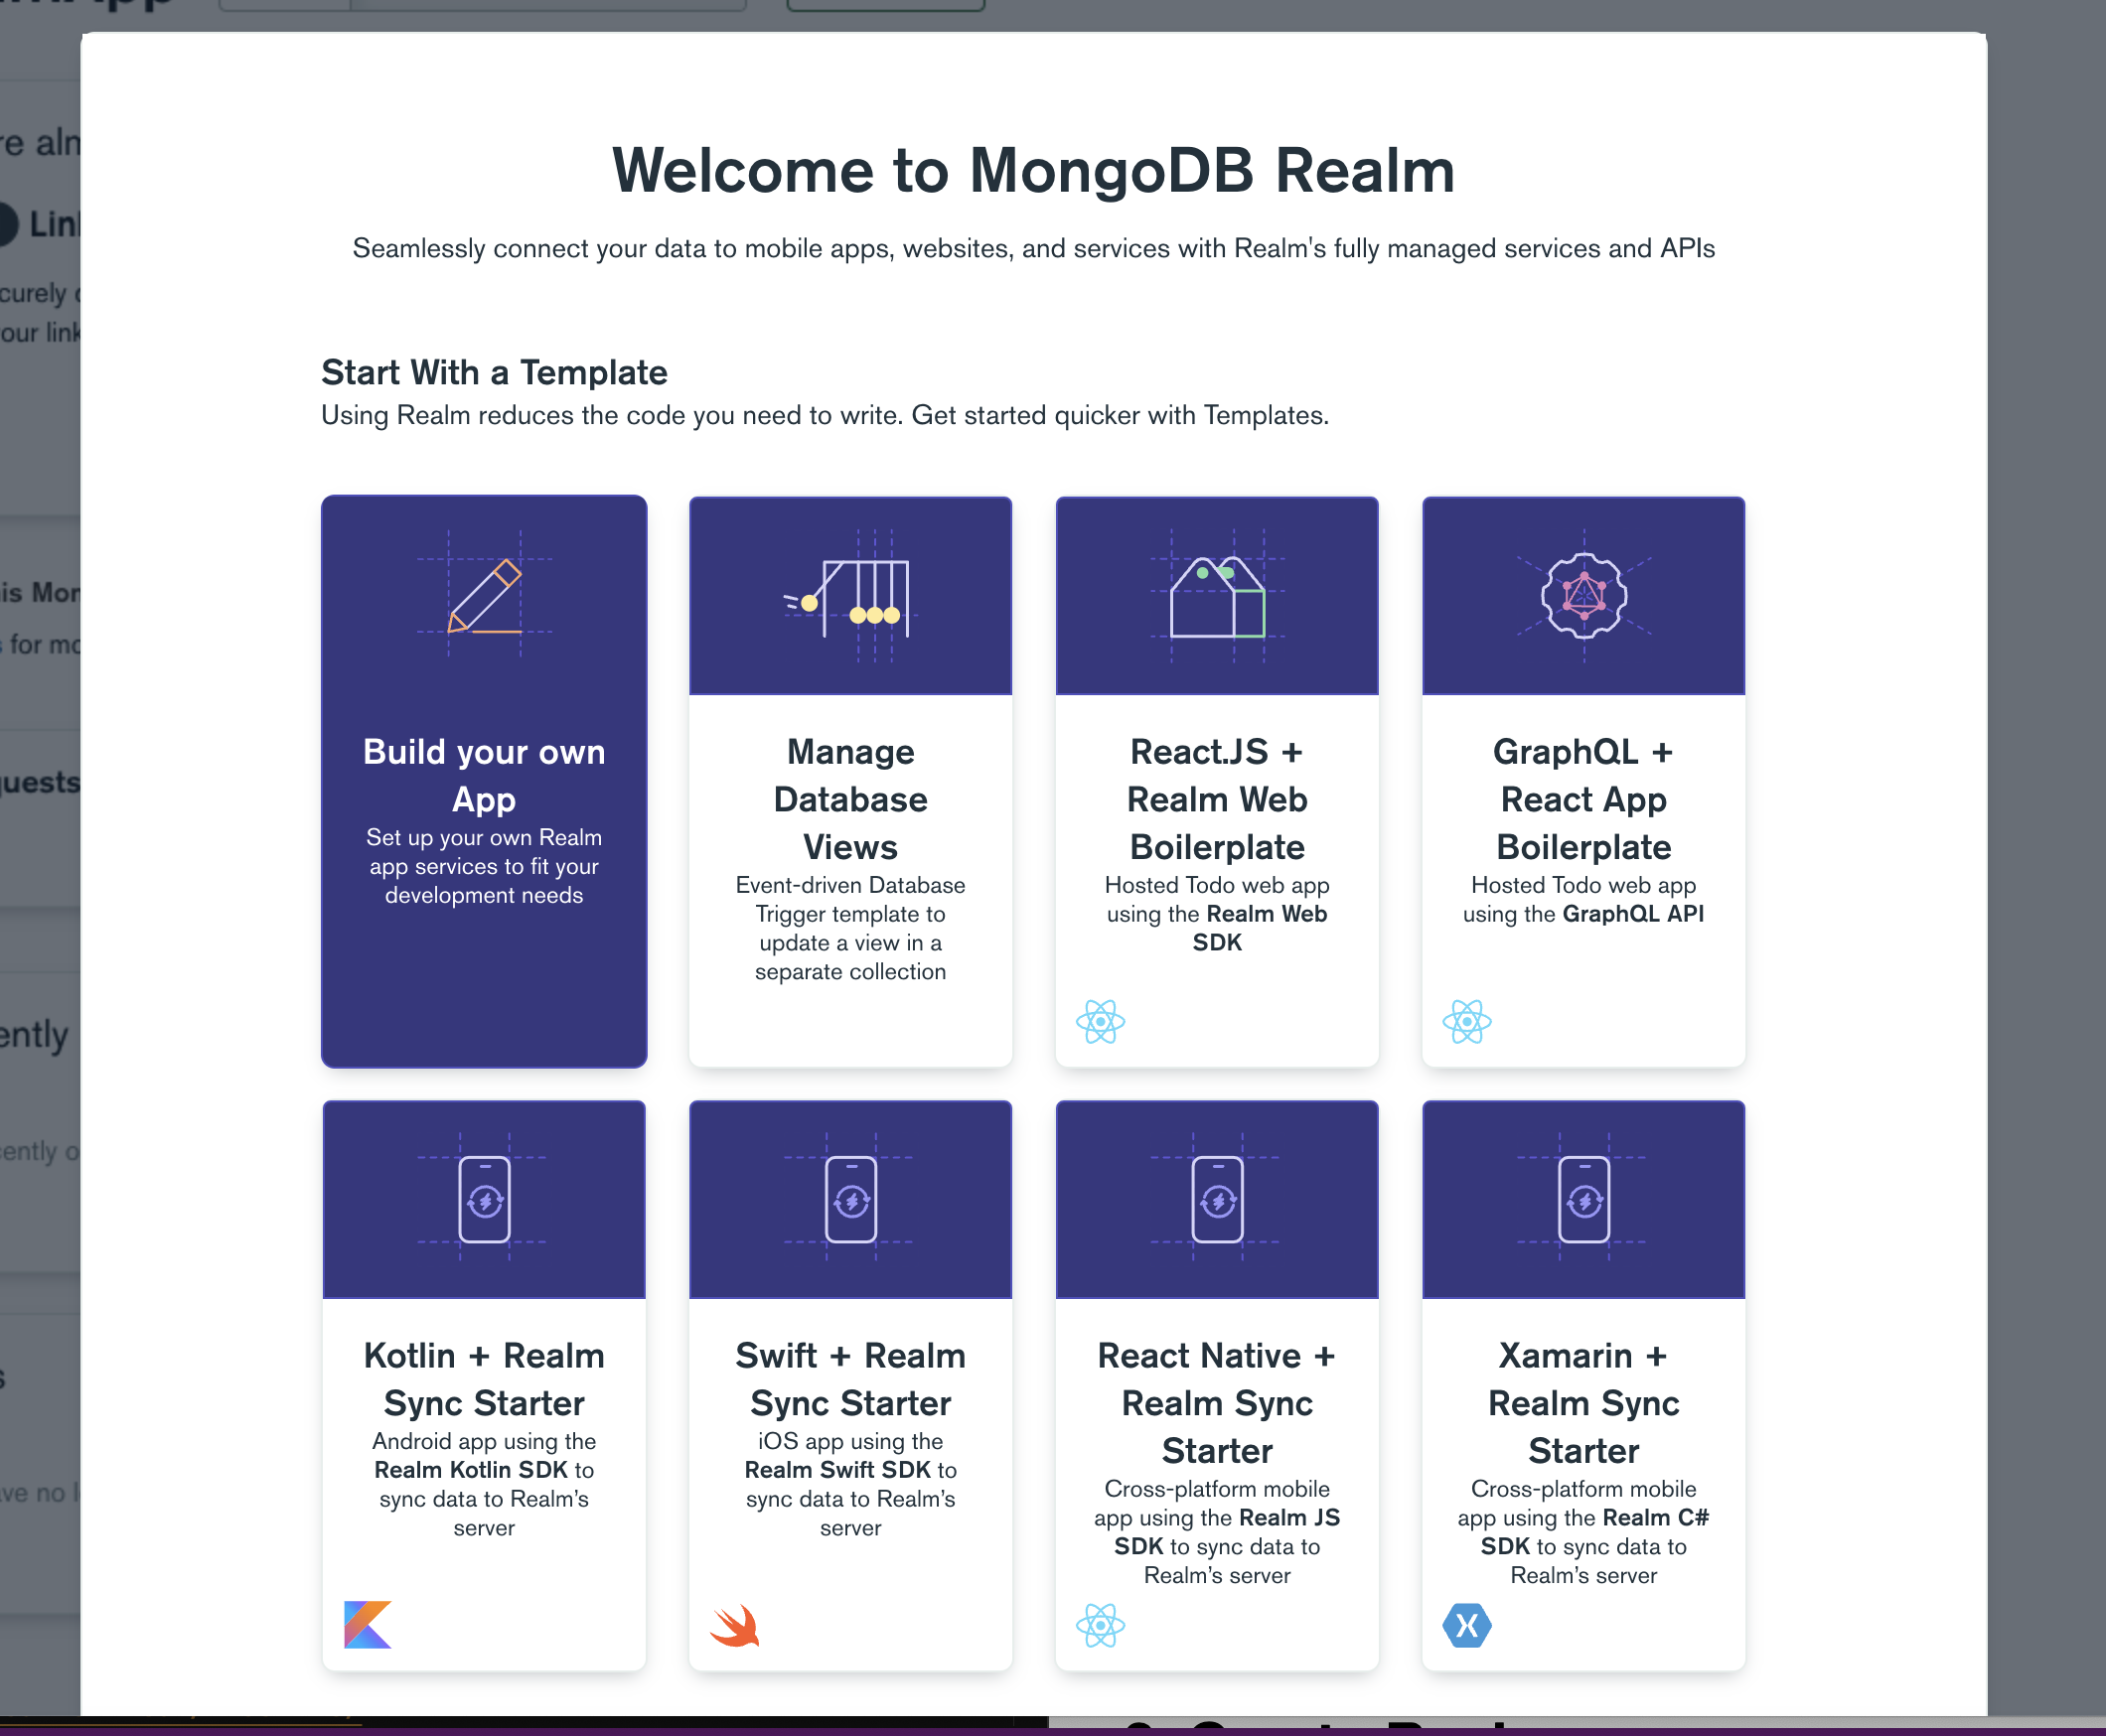 Welcome to MongoDB Realm
Seamlessly connect your data to mobile apps, websites, and services with Realm's fully managed services and APIs
Start With a Template
Using Realm reduces the code you need to write. Get started quicker with Templates.
Build your own
App
Set up your own Realm
app services to fit your
development needs
Manage
Database
Views
Event-driven Database
Trigger template to
update a view in a
separate collection
React.JS +
Realm Web
Boilerplate
Hosted Todo web app
using the Realm Web
SDK
GraphQL +
React App
Boilerplate
Hosted Todo web app
using the GraphQL API
Kotlin + Realm
Sync Starter
Android app using the
Realm Kotlin SDK to
sync data to Realm’s
server
Swift + Realm
Sync Starter
iOS app using the
Realm Swift SDK to
sync data to Realm’s
server
React Native +
Realm Sync
Starter
Cross-platform mobile
app using the Realm JS
SDK to sync data to
Realm’s server
Xamarin +
Realm Sync
Starter
Cross-platform mobile
app using the Realm C#
SDK to sync data to
Realm’s server